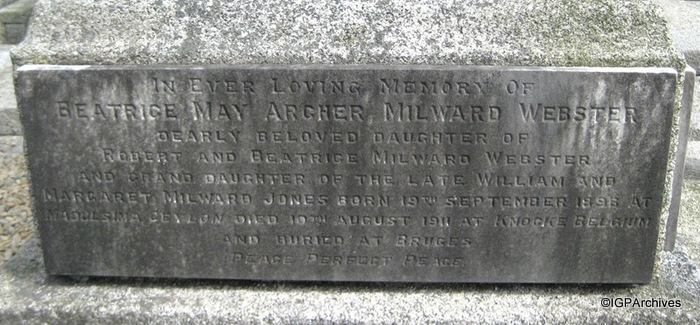 In Ever Loving Memory Of
Beatrice May Archer Milward Webster
dearly beloved daughter of
Robert and Beatrice Milward Webster
and grand daughter of the late William and
Margaret Milward Jones born 19th September 1896 at
Madulsima Ceylon died 10th August 1911 at Knocke Belgium
and buried at Bruges
Peace Perfect Peace
©IGPArchives